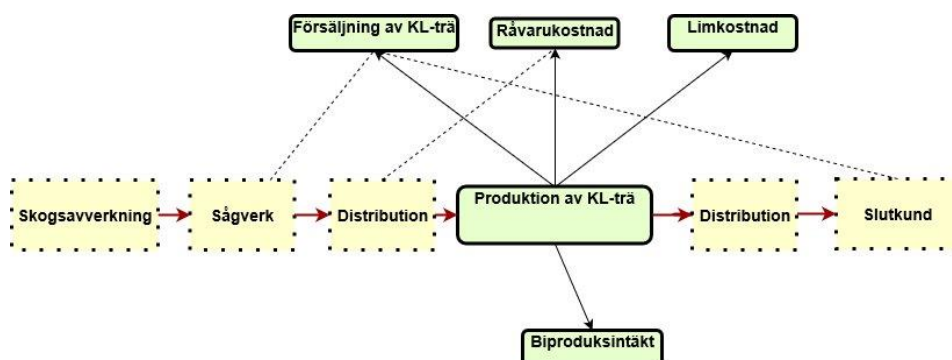 Försäljning av KL-trä
Råvarukostnad
Limkostnad
Skogsavverkning
Sågverk
Distribution
Produktion av KL-trä
Distribution
Slutkund
Biproduksintäkt